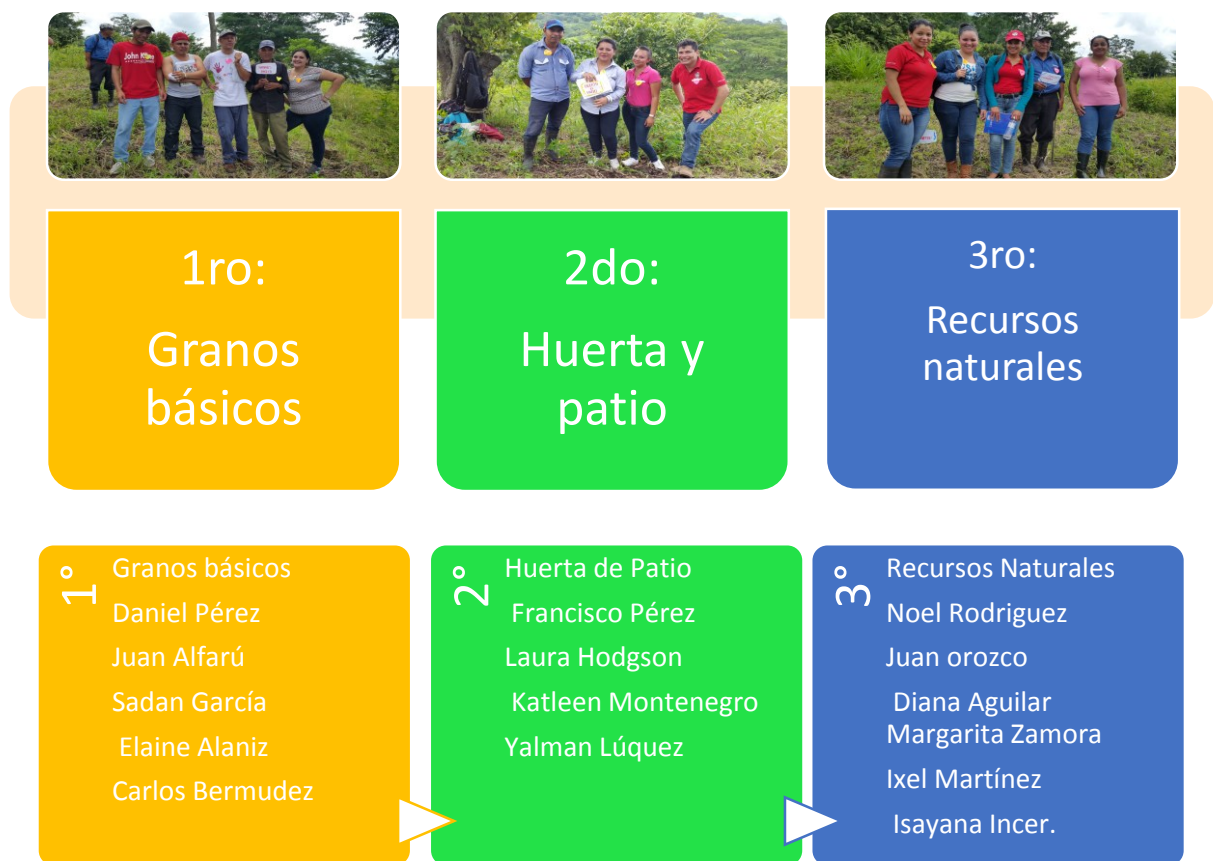 1ro:
Granos
básicos
2do:
Huerta y
patio
3ro:
Recursos
naturales
1°
Granos básicos
Daniel Pérez
Juan Alfarú
Sadan García
Elaine Alaniz
Carlos Bermudez
2°
Huerta de Patio
Francisco Pérez
Laura Hodgson
Katleen Montenegro
Yalman Lúquez
3°
Recursos Naturales
Noel Rodriguez
Juan orozco
Diana Aguilar
Margarita Zamora
Ixel Martínez
Isayana Incer.